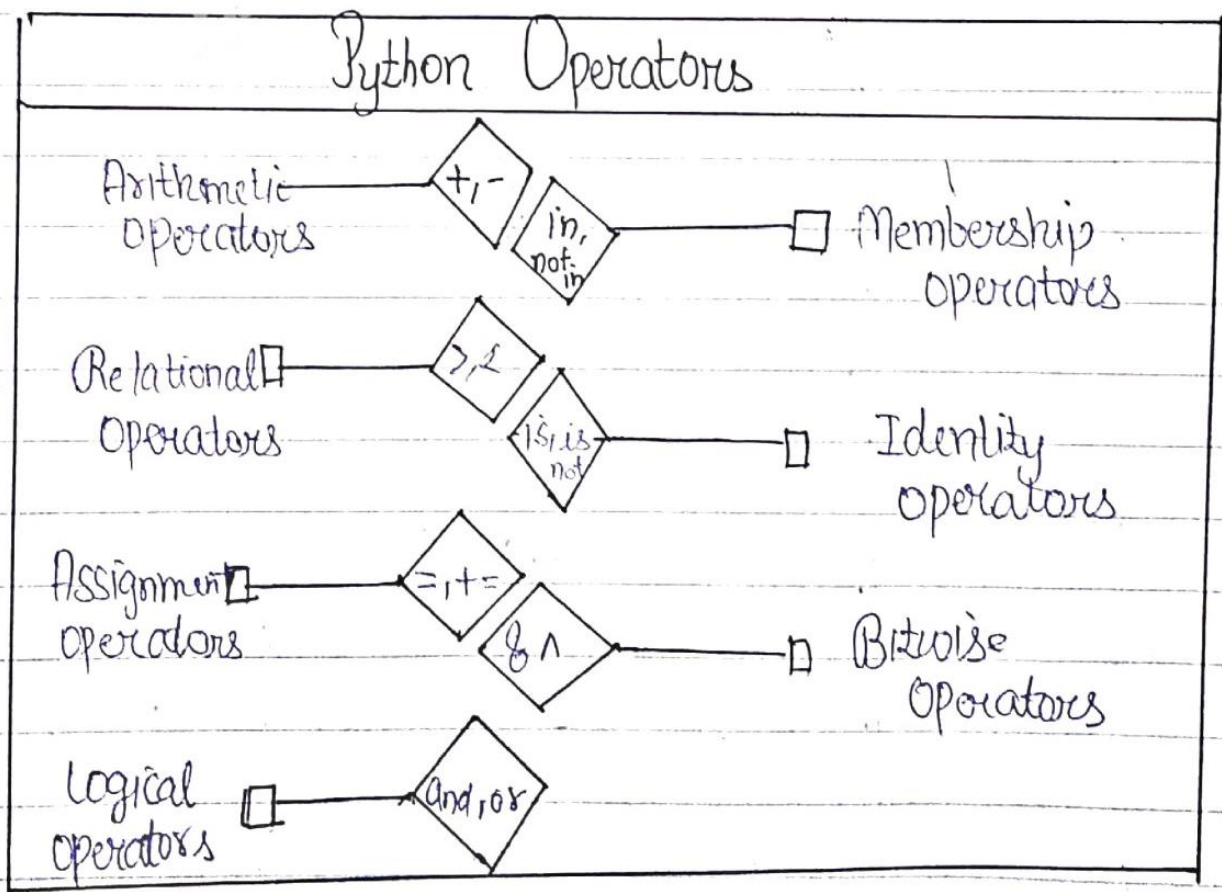 Python Operators
Arithmetic
operators
+, -
in,
not in
Membership
operators
Relational
operators
>, <
is, is
not
Identity
operators
Assignment
operators
=, +=
& ^
Bitwise
operators
Logical
operators
and, or